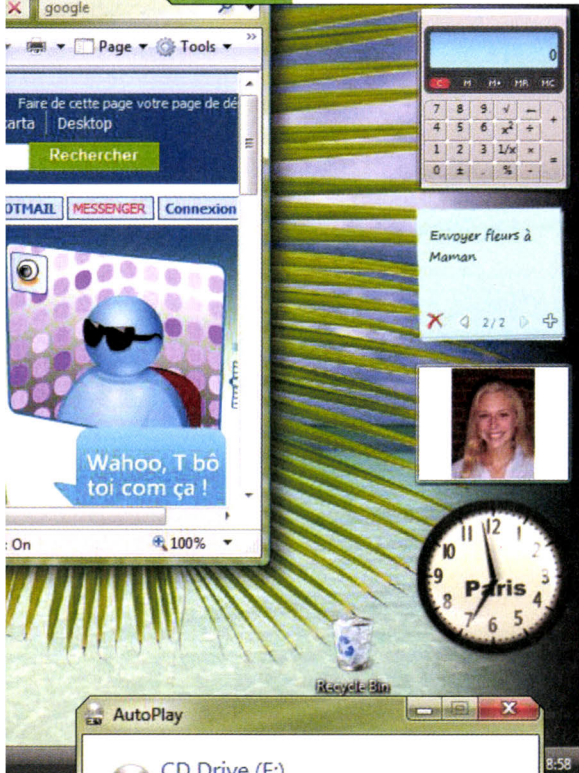 google
Page
Tools
»
Faire de cette page votre page de dé
carta
Desktop
Rechercher
OTMAIL
MESSENGER
Connexion
Wahoo, T bô
toi com ça !
: On
100%
0
C M M+ MR MC
7 8 9 √ ←
4 5 6 x² ÷ +
1 2 3 1/x ×
0 ± . % - =
Envoyer fleurs à
Maman
2/2
11 12 1
10 2
9 Paris 3
8 4
7 6 5
Recycle Bin
AutoPlay
CD Drive (E:)
8:58